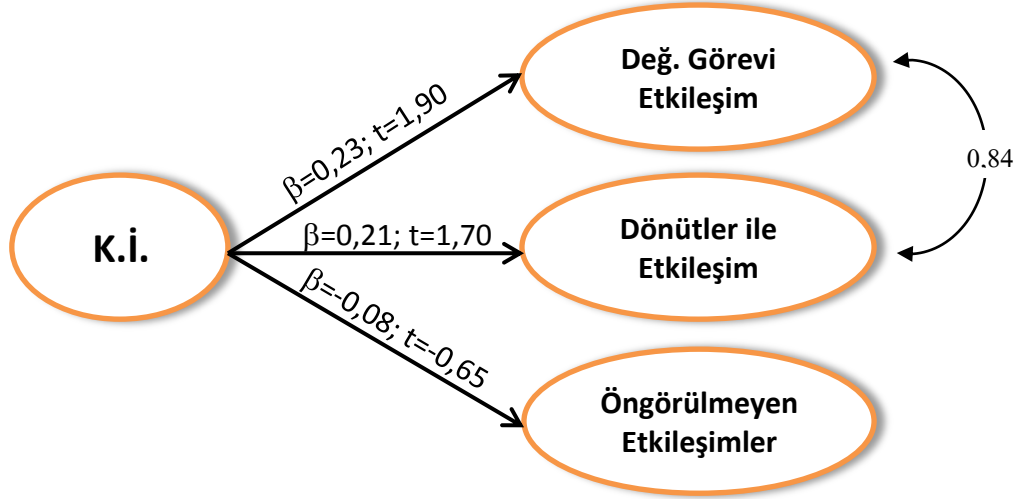 Değ. Görevi
Etkileşim
β=0,23; t=1,90
0.84
K.İ.
β=0,21; t=1,70
Dönütler ile
Etkileşim
β=-0,08; t=-0,65
Öngörülmeyen
Etkileşimler